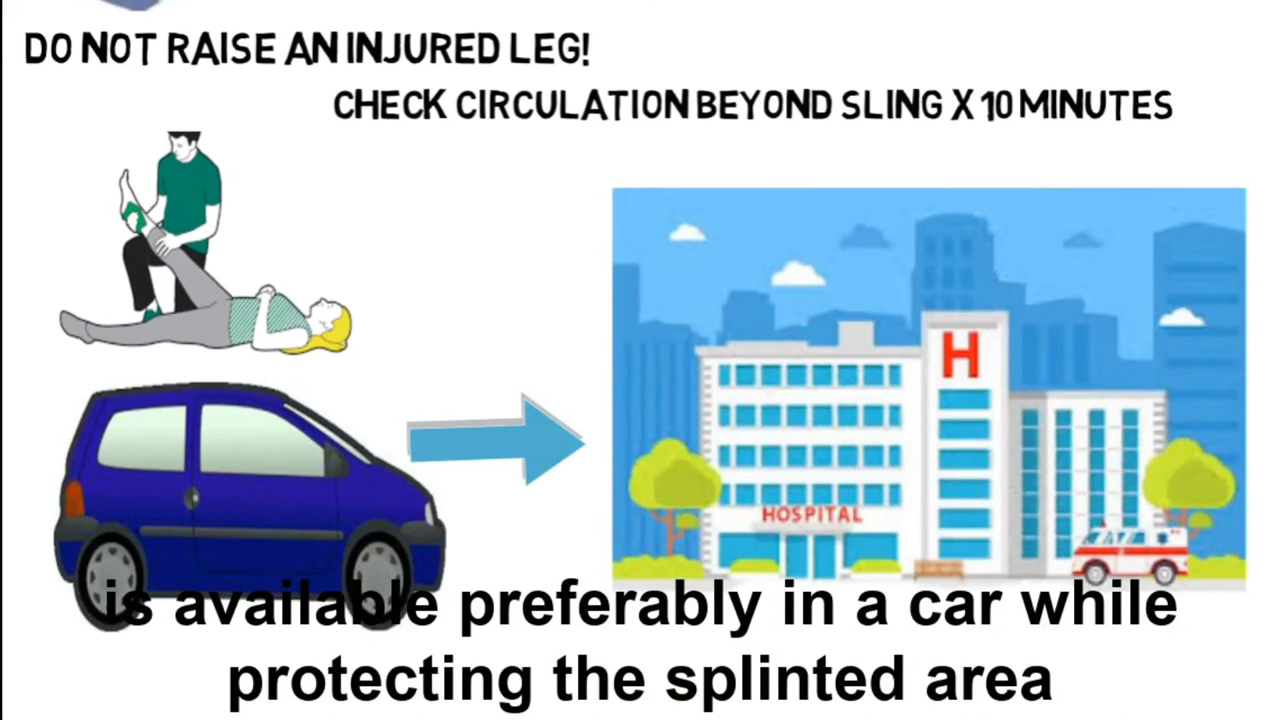 DO NOT RAISE AN INJURED LEG!
CHECK CIRCULATION BEYOND SLING X 10 MINUTES
H
HOSPITAL
is available preferably in a car while
protecting the splinted area